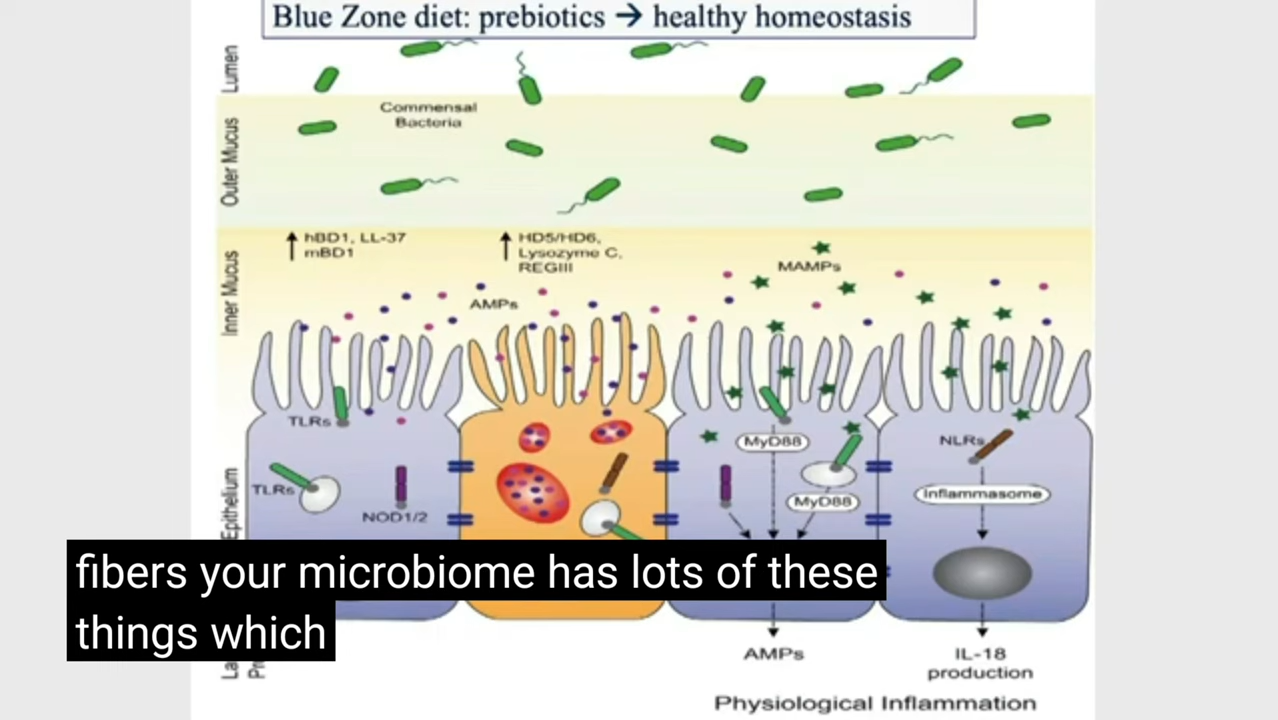 Blue Zone diet: prebiotics → healthy homeostasis
Lumen
Commensal
Bacteria
Outer Mucus
hBD1, LL-37
mBD1
HD5/HD6,
Lysozyme C,
REGIII
MAMPs
Inner Mucus
AMPs
TLRs
MyD88
NLRs
TLRs
NOD1/2
MyD88
Inflammasome
Epithelium
fibers your microbiome has lots of these
things which
AMPs
IL-18
production
Physiological Inflammation